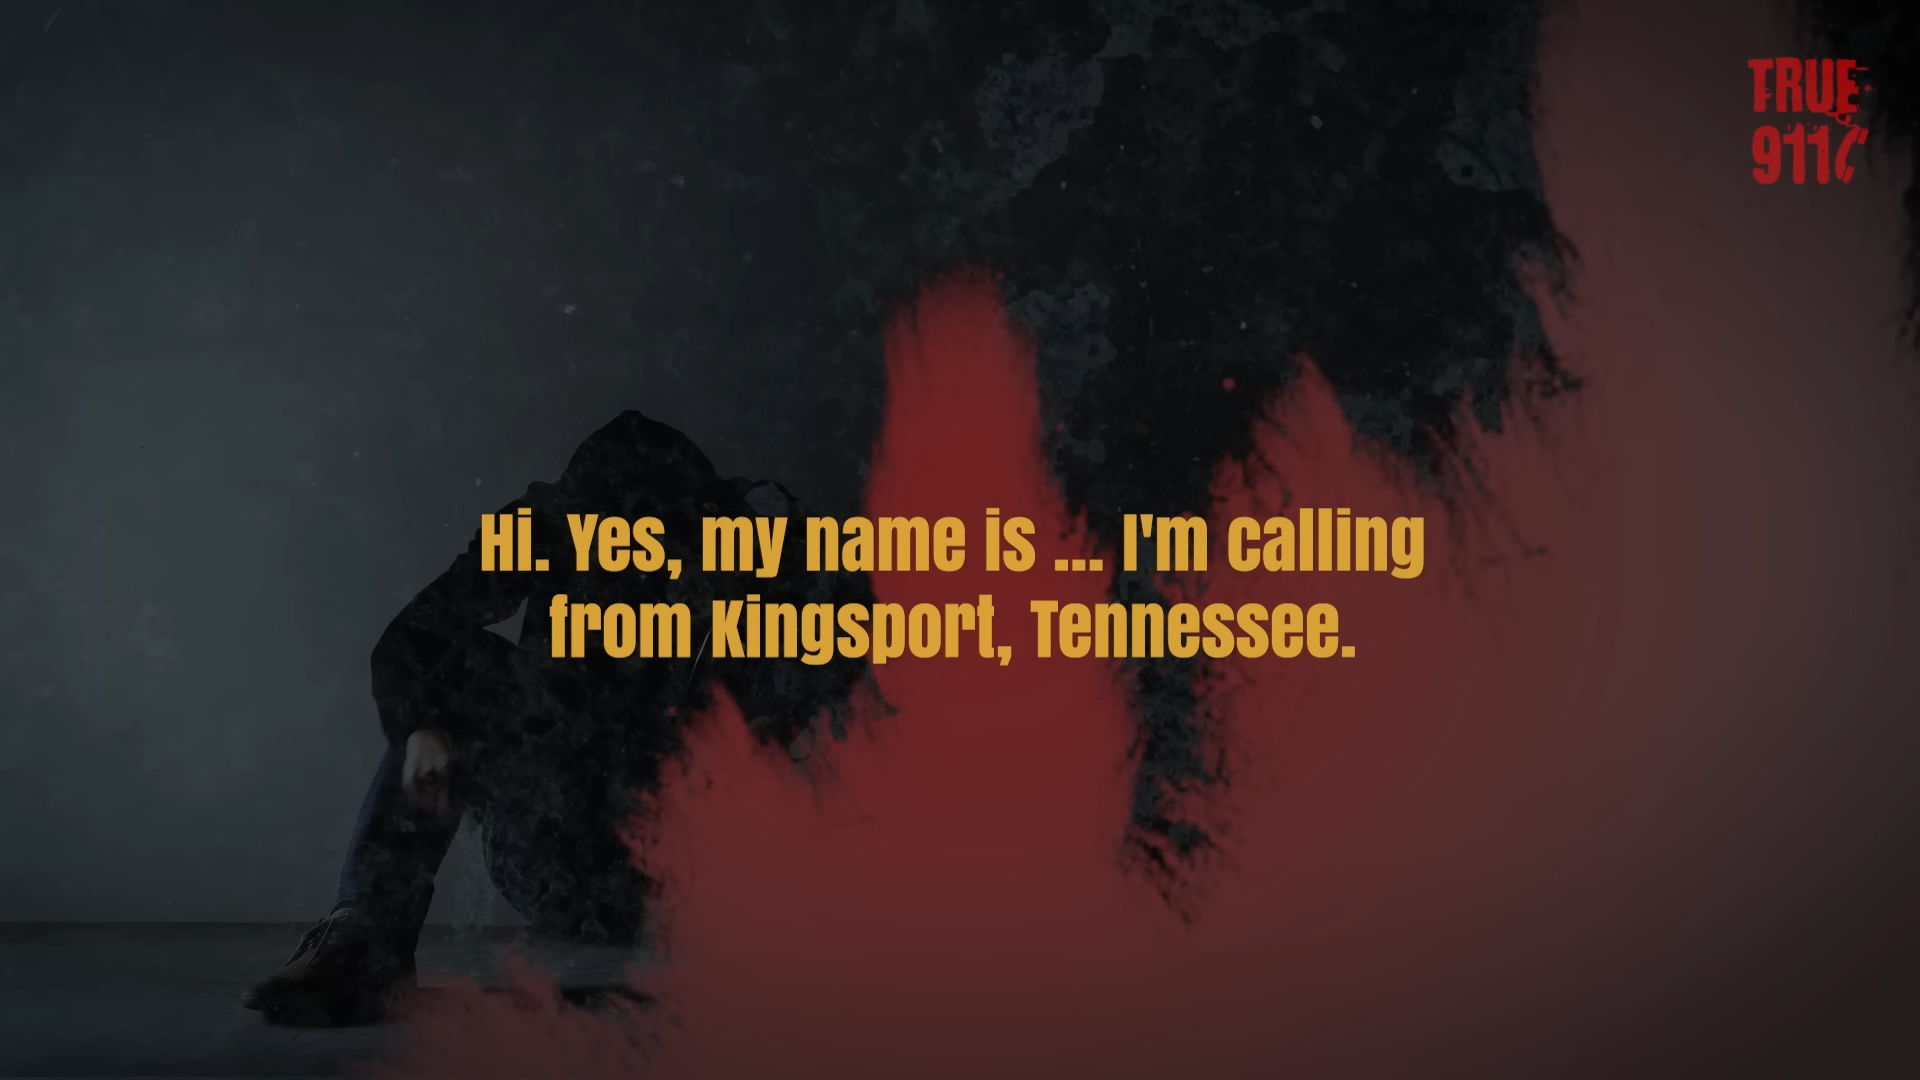 TRUE
911
Hi. Yes, my name is ... I'm calling
from Kingsport, Tennessee.